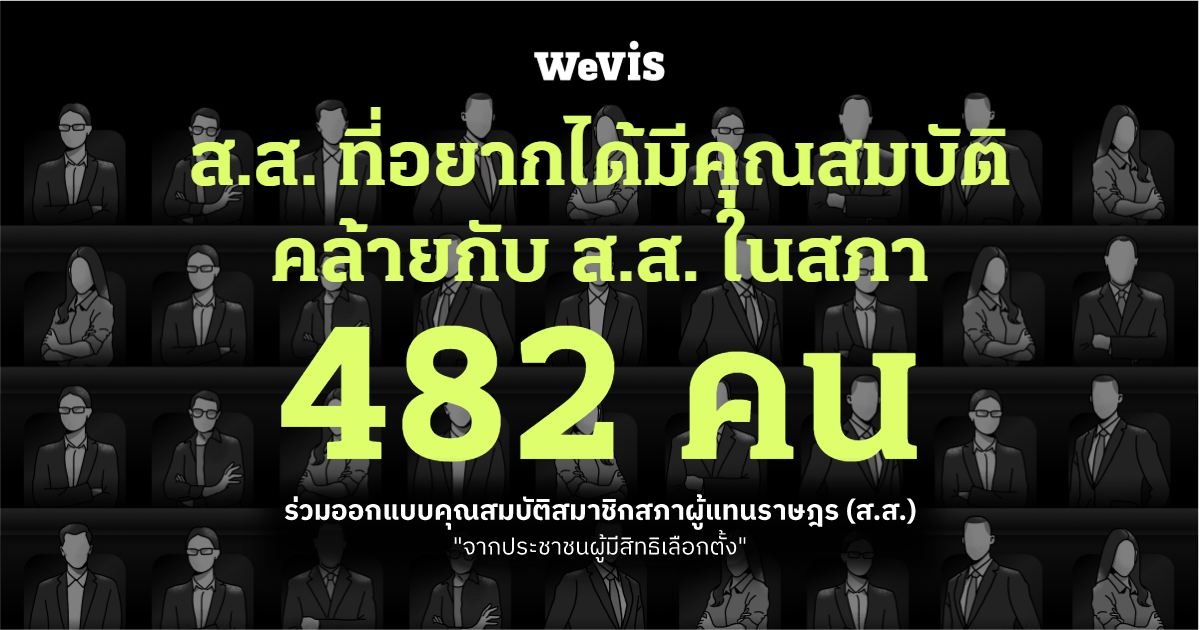 WeVIS
ส.ส. ที่อยากได้มีคุณสมบัติ
คล้ายกับ ส.ส. ในสภา
482 คน
ร่วมออกแบบคุณสมบัติสมาชิกสภาผู้แทนราษฎร (ส.ส.)
"จากประชาชนผู้มีสิทธิเลือกตั้ง"